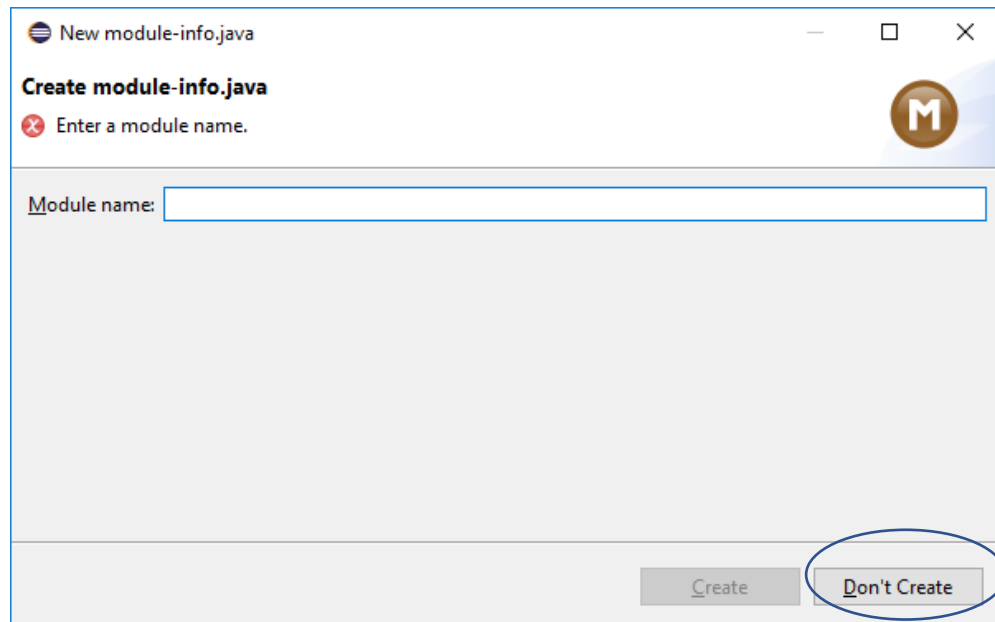 New module-info.java
Create module-info.java
Enter a module name.
M
Module name:
Create
Don't Create